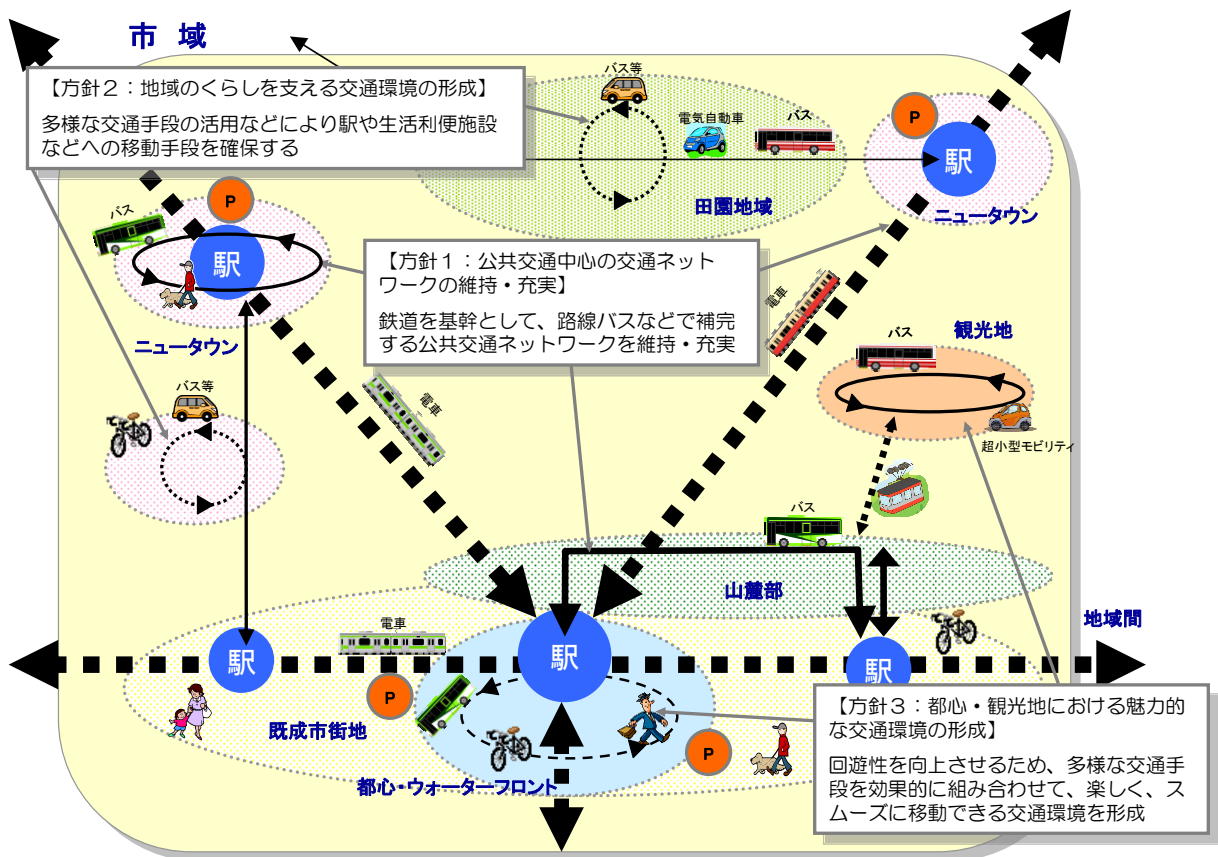 市 域
【方針２：地域のくらしを支える交通環境の形成】
多様な交通手段の活用などにより駅や生活利便施設
などへの移動手段を確保する
バス等
電気自動車
バス
田園地域
P
駅
ニュータウン
P
バス
駅
ニュータウン
【方針１：公共交通中心の交通ネット
ワークの維持・充実】
鉄道を基幹として、路線バスなどで補完
する公共交通ネットワークを維持・充実
電車
電車
観光地
バス
超小型モビリティ
バス等
バス
山麓部
地域間
駅
電車
駅
駅
P
既成市街地
都心・ウォーターフロント
P
【方針３：都心・観光地における魅力的
な交通環境の形成】
回遊性を向上させるため、多様な交通手
段を効果的に組み合わせて、楽しく、ス
ムーズに移動できる交通環境を形成